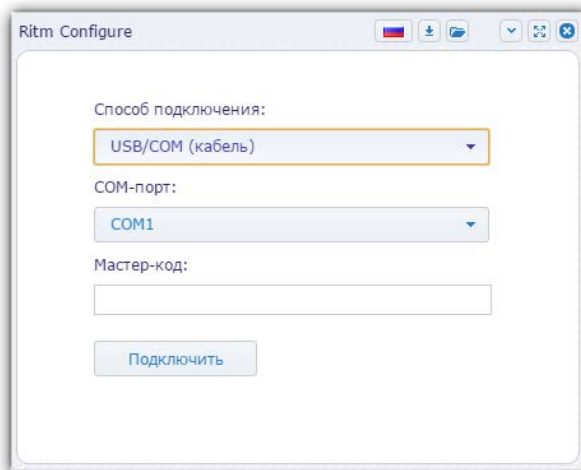 Ritm Configure
Способ подключения:
USB/COM (кабель)
COM-порт:
COM1
Мастер-код:
Подключить